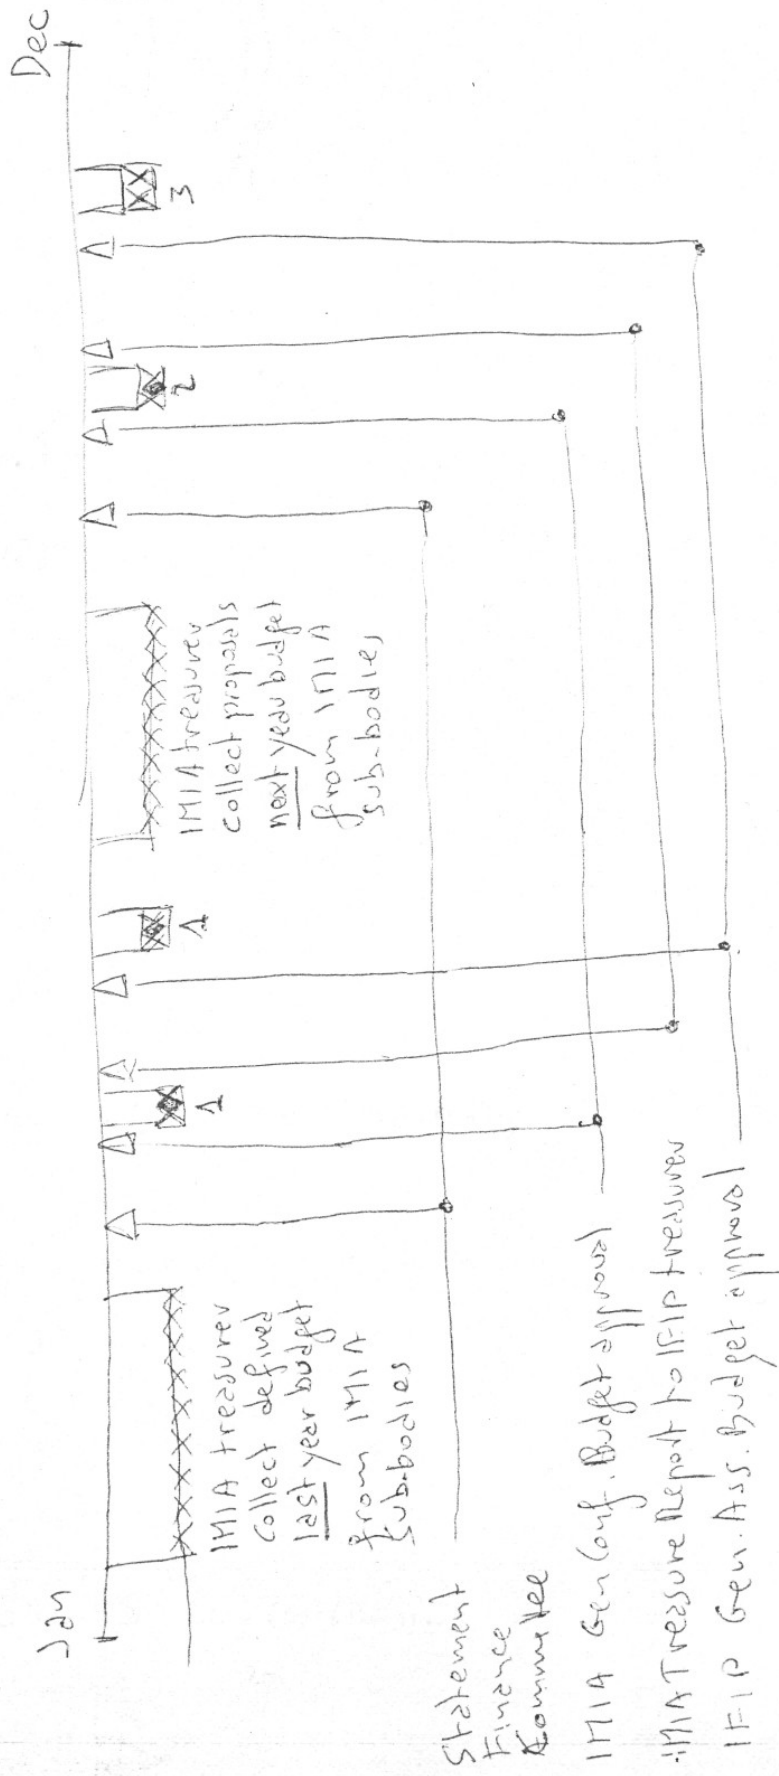 Jan
Dec
IMIA treasurer
Collect defined
last year budget
from IMIA
sub-bodies
1
1
IMIA treasurer
Collect proposals
next year budget
from IMIA
sub-bodies
2
3
Statement
Finance
Kommittee
IMIA Gen Conf. Budget approval
IMIA Treasure Report to IFIP treasurer
IFIP Gen. Ass. Budget approval